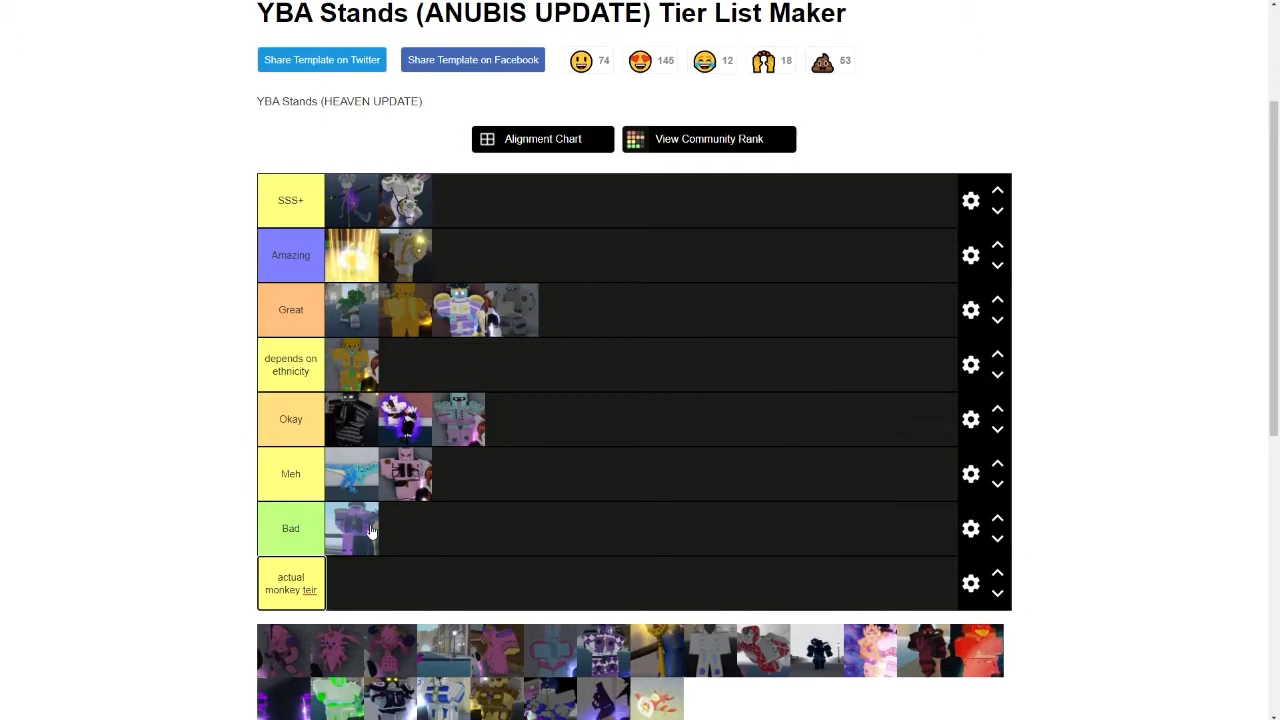 YBA Stands (ANUBIS UPDATE) Tier List Maker
Share Template on Twitter
Share Template on Facebook
74
145
12
18
53
YBA Stands (HEAVEN UPDATE)
Alignment Chart
View Community Rank
SSS+
Amazing
Great
depends on
ethnicity
Okay
Meh
Bad
actual
monkey teir